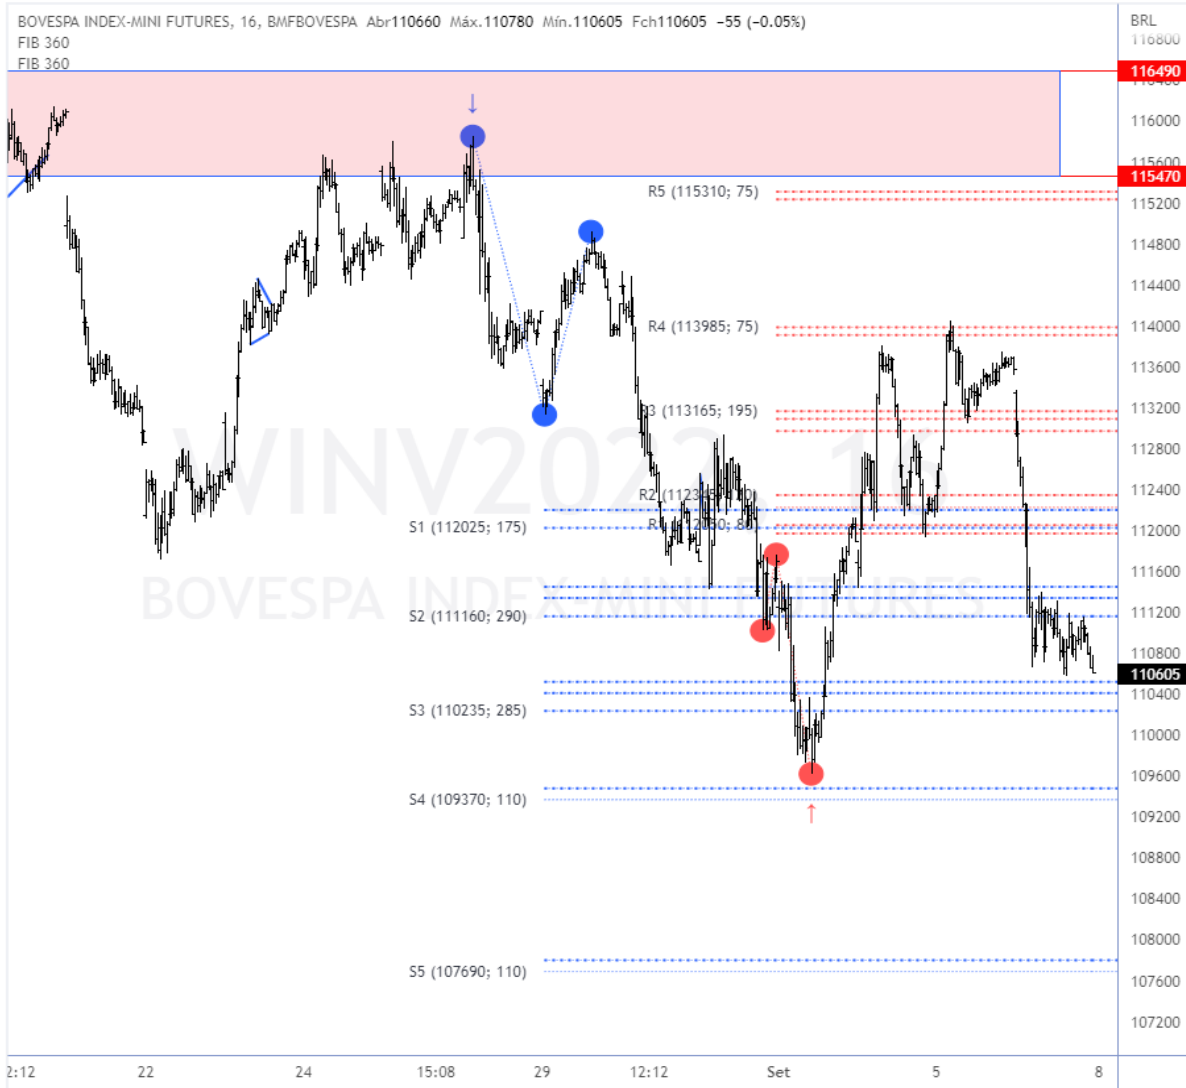 BOVESPA INDEX-MINI FUTURES, 16, BMFBOVESPA Abr110660 Máx.110780 Mín.110605 Fch110605 −55 (−0.05%)
BRL
FIB 360
FIB 360
116800
116490
116400
116000
115600
115470
R5 (115310; 75)
115200
114800
114400
R4 (113985; 75)
114000
113600
R3 (113165; 195)
113200
WINV2022, 16
112800
112400
S1 (112025; 175)
112000
BOVESPA INDEX-MINI FUTURES
111600
S2 (111160; 290)
111200
110800
110605
110400
S3 (110235; 285)
110000
109600
S4 (109370; 110)
109200
108800
108400
108000
S5 (107690; 110)
107600
107200
2:12 22 24 15:08 29 12:12 Set 5 8